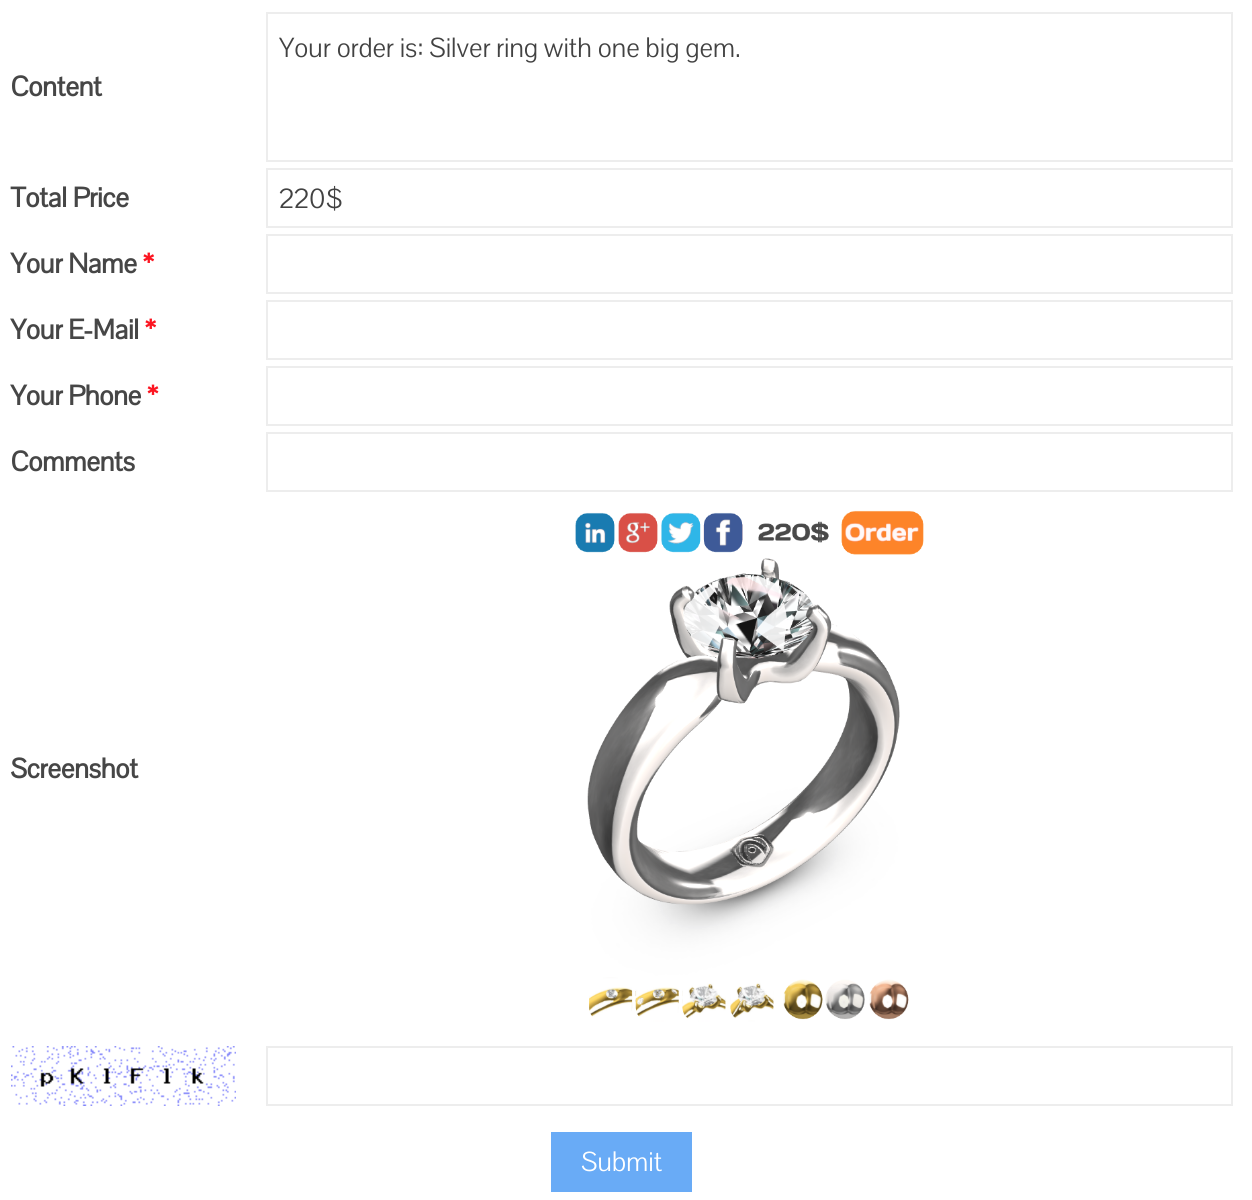 Content
Your order is: Silver ring with one big gem.
Total Price
220$
Your Name *
Your E-Mail *
Your Phone *
Comments
in g+ f 220$ Order
Screenshot
p K l F l k
Submit